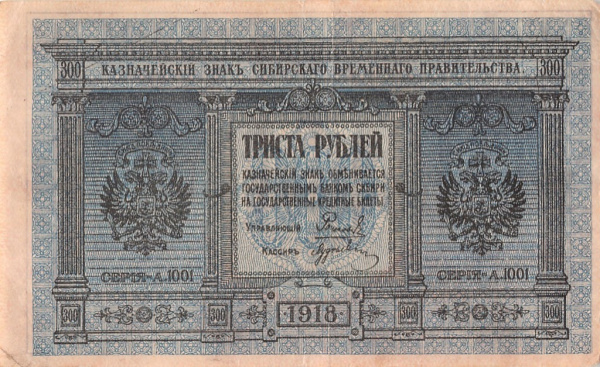 300 КАЗНАЧЕЙСКІЙ ЗНАКЪ СИБИРСКАГО ВРЕМЕННАГО ПРАВИТЕЛЬСТВА. 300
ТРИСТА РУБЛЕЙ
КАЗНАЧЕЙСКІЙ ЗНАКЪ ОБМѢНИВАЕТСЯ
ГОСУДАРСТВЕННЫМЪ БАНКОМЪ СИБИРИ
НА ГОСУДАРСТВЕННЫЕ КРЕДИТНЫЕ БИЛЕТЫ
УПРАВЛЯЮЩІЙ
КАССИРЪ
СЕРІЯ-А.1001 СЕРІЯ-А.1001
300 300 1918 300 300